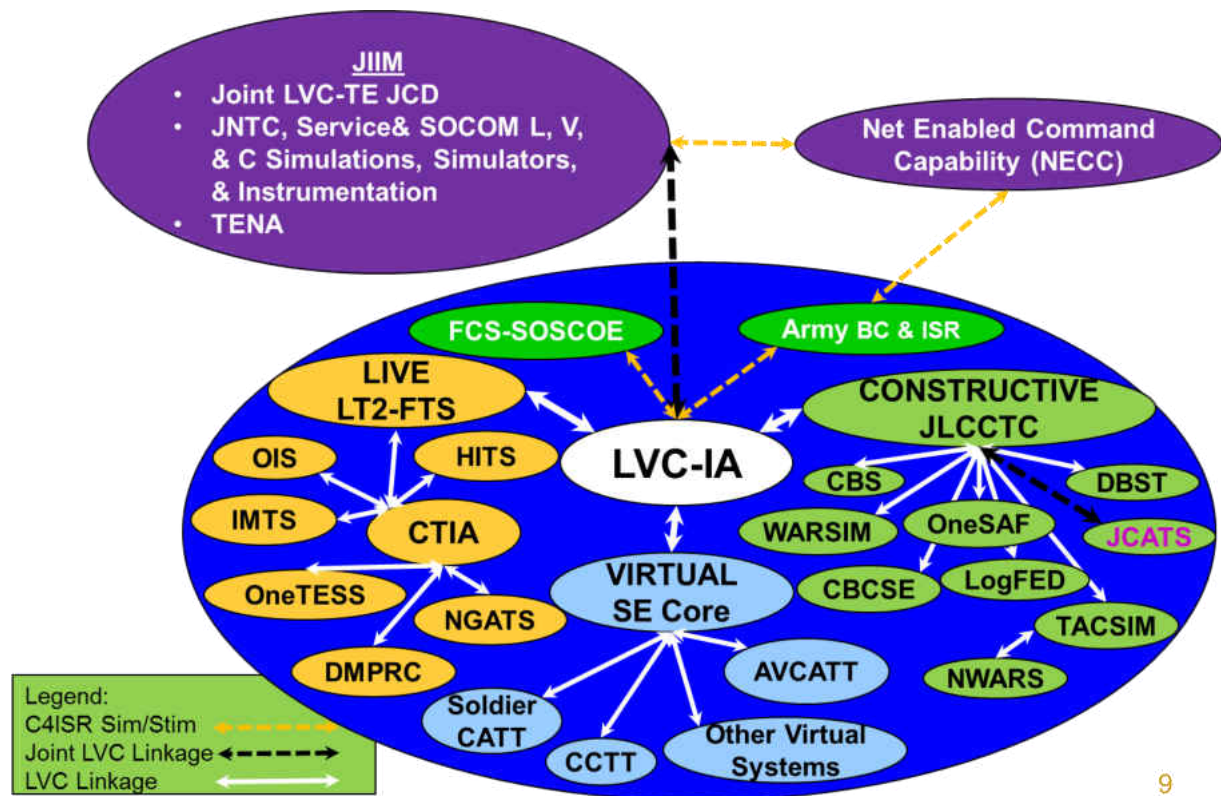 JIIM
• Joint LVC-TE JCD
• JNTC, Service& SOCOM L, V,
& C Simulations, Simulators,
& Instrumentation
• TENA
Net Enabled Command
Capability (NECC)
FCS-SOSCOE
Army BC & ISR
LIVE
LT2-FTS
CONSTRUCTIVE
JLCCTC
LVC-IA
OIS
HITS
IMTS
CTIA
OneTESS
NGATS
DMPRC
CBS
DBST
WARSIM
OneSAF
JCATS
CBCSE
LogFED
TACSIM
NWARS
VIRTUAL
SE Core
AVCATT
Soldier
CATT
CCTT
Other Virtual
Systems
Legend:
C4ISR Sim/Stim
Joint LVC Linkage
LVC Linkage
9